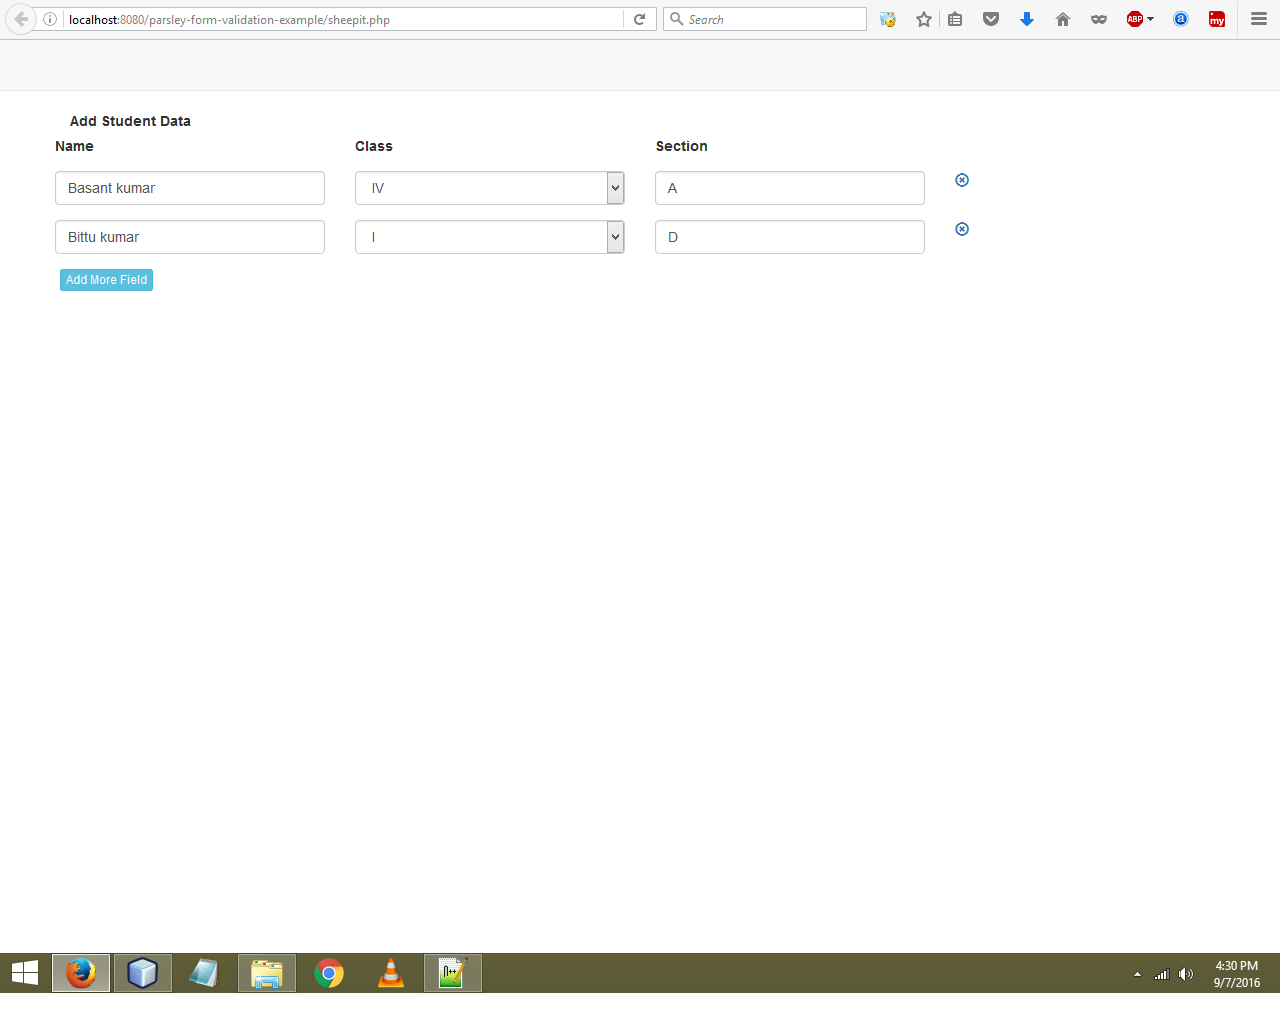 localhost:8080/parsley-form-validation-example/sheepit.php
Search
ABP
a
my
Add Student Data
Name Class Section
Basant kumar IV A
Bittu kumar I D
Add More Field
4:30 PM
9/7/2016